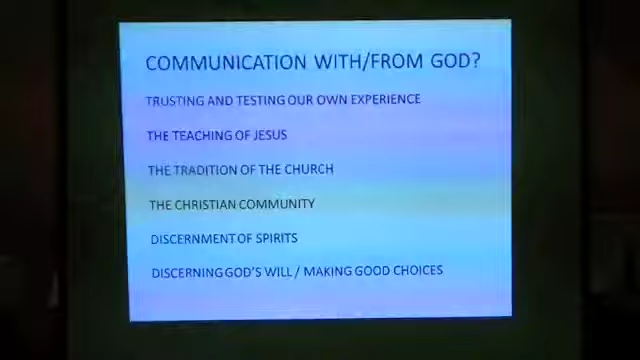 COMMUNICATION WITH/FROM GOD?
TRUSTING AND TESTING OUR OWN EXPERIENCE
THE TEACHING OF JESUS
THE TRADITION OF THE CHURCH
THE CHRISTIAN COMMUNITY
DISCERNMENT OF SPIRITS
DISCERNING GOD'S WILL / MAKING GOOD CHOICES